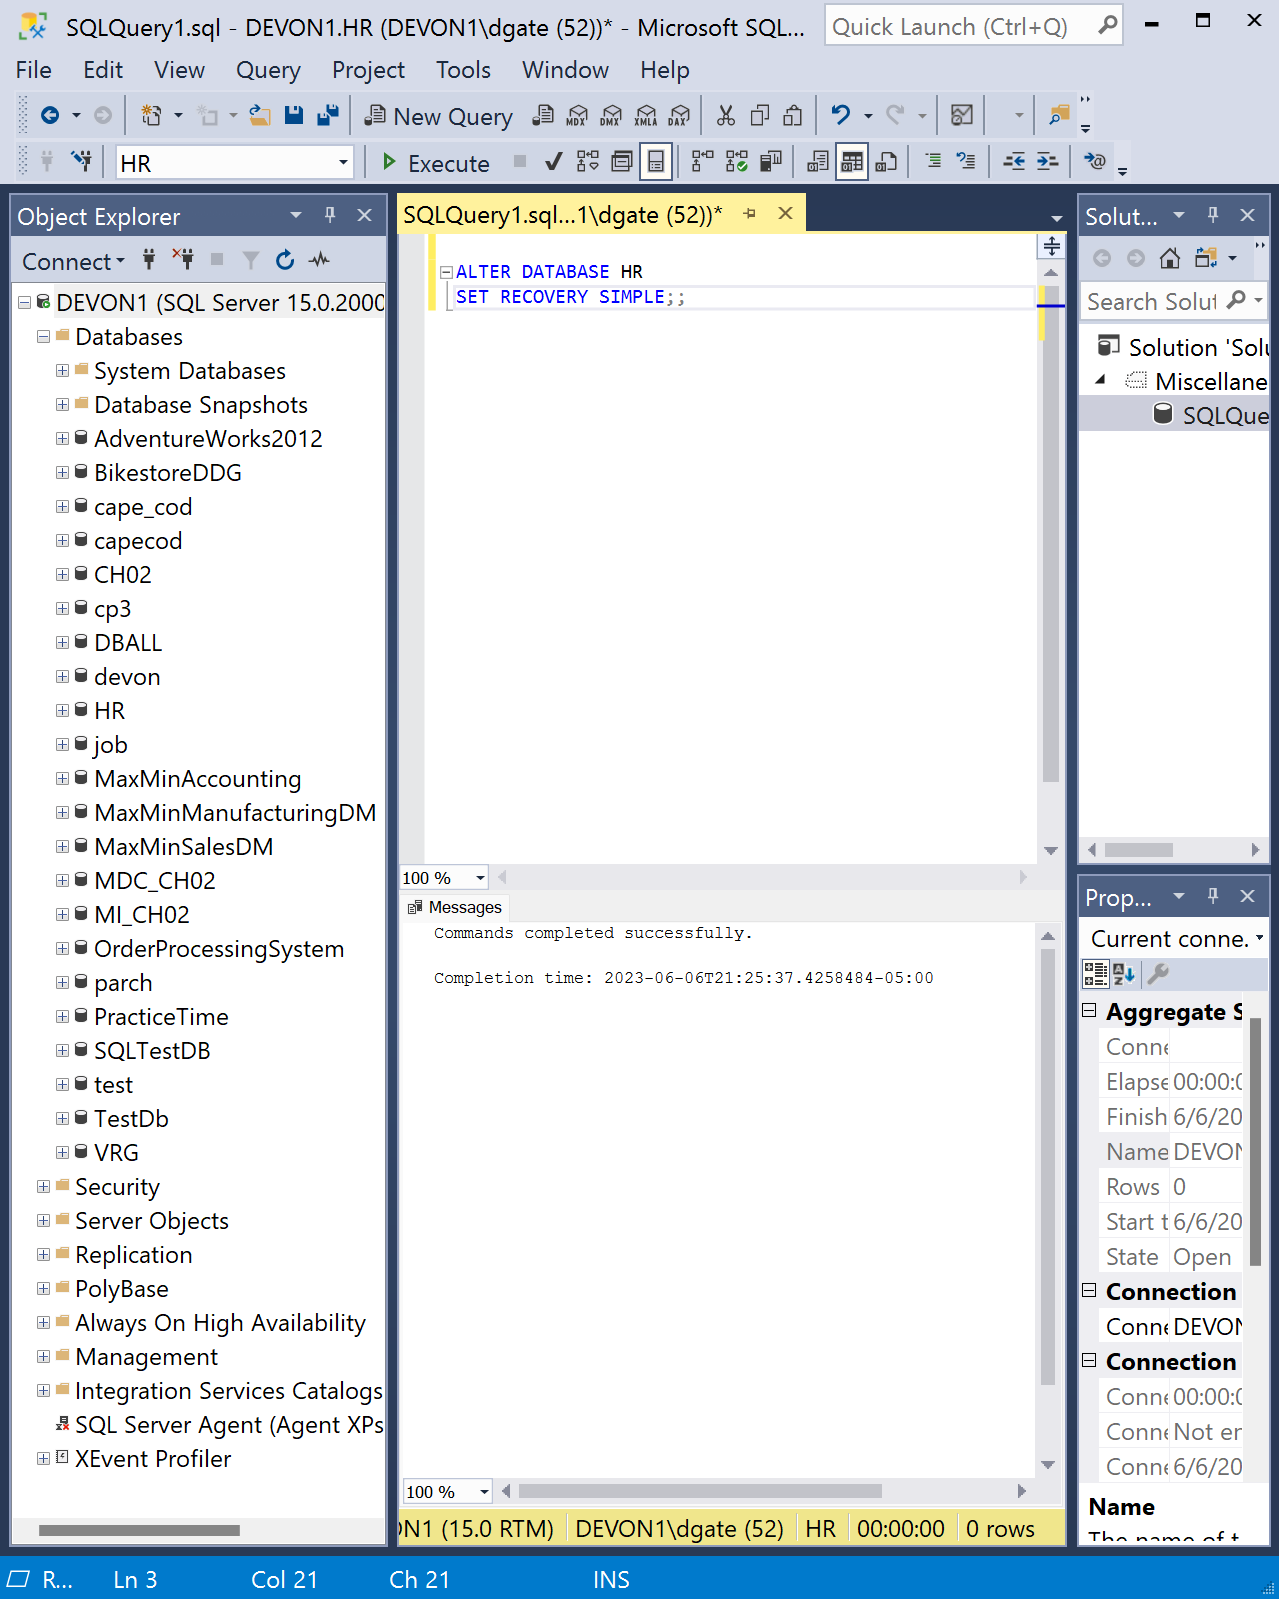 SQLQuery1.sql - DEVON1.HR (DEVON1\dgate (52))* - Microsoft SQL...
Quick Launch (Ctrl+Q)
File Edit View Query Project Tools Window Help
New Query MDX DMX XMLA DAX
HR Execute
Object Explorer
Connect
DEVON1 (SQL Server 15.0.2000
Databases
System Databases
Database Snapshots
AdventureWorks2012
BikestoreDDG
cape_cod
capecod
CH02
cp3
DBALL
devon
HR
job
MaxMinAccounting
MaxMinManufacturingDM
MaxMinSalesDM
MDC_CH02
MI_CH02
OrderProcessingSystem
parch
PracticeTime
SQLTestDB
test
TestDb
VRG
Security
Server Objects
Replication
PolyBase
Always On High Availability
Management
Integration Services Catalogs
SQL Server Agent (Agent XPs
XEvent Profiler
SQLQuery1.sql...1\dgate (52))*
ALTER DATABASE HR
SET RECOVERY SIMPLE;;
100 %
Messages
Commands completed successfully.
Completion time: 2023-06-06T21:25:37.4258484-05:00
100 %
ON1 (15.0 RTM) DEVON1\dgate (52) HR 00:00:00 0 rows
Solut...
Search Solut
Solution 'Solu
Miscellane
SQLQue
Prop...
Current conne.
Aggregate S
Conne
Elapse 00:00:0
Finish 6/6/20
Name DEVON
Rows 0
Start t 6/6/20
State Open
Connection
Conne DEVON
Connection
Conne 00:00:0
Conne Not en
Conne 6/6/20
Name
The name of t
R... Ln 3 Col 21 Ch 21 INS